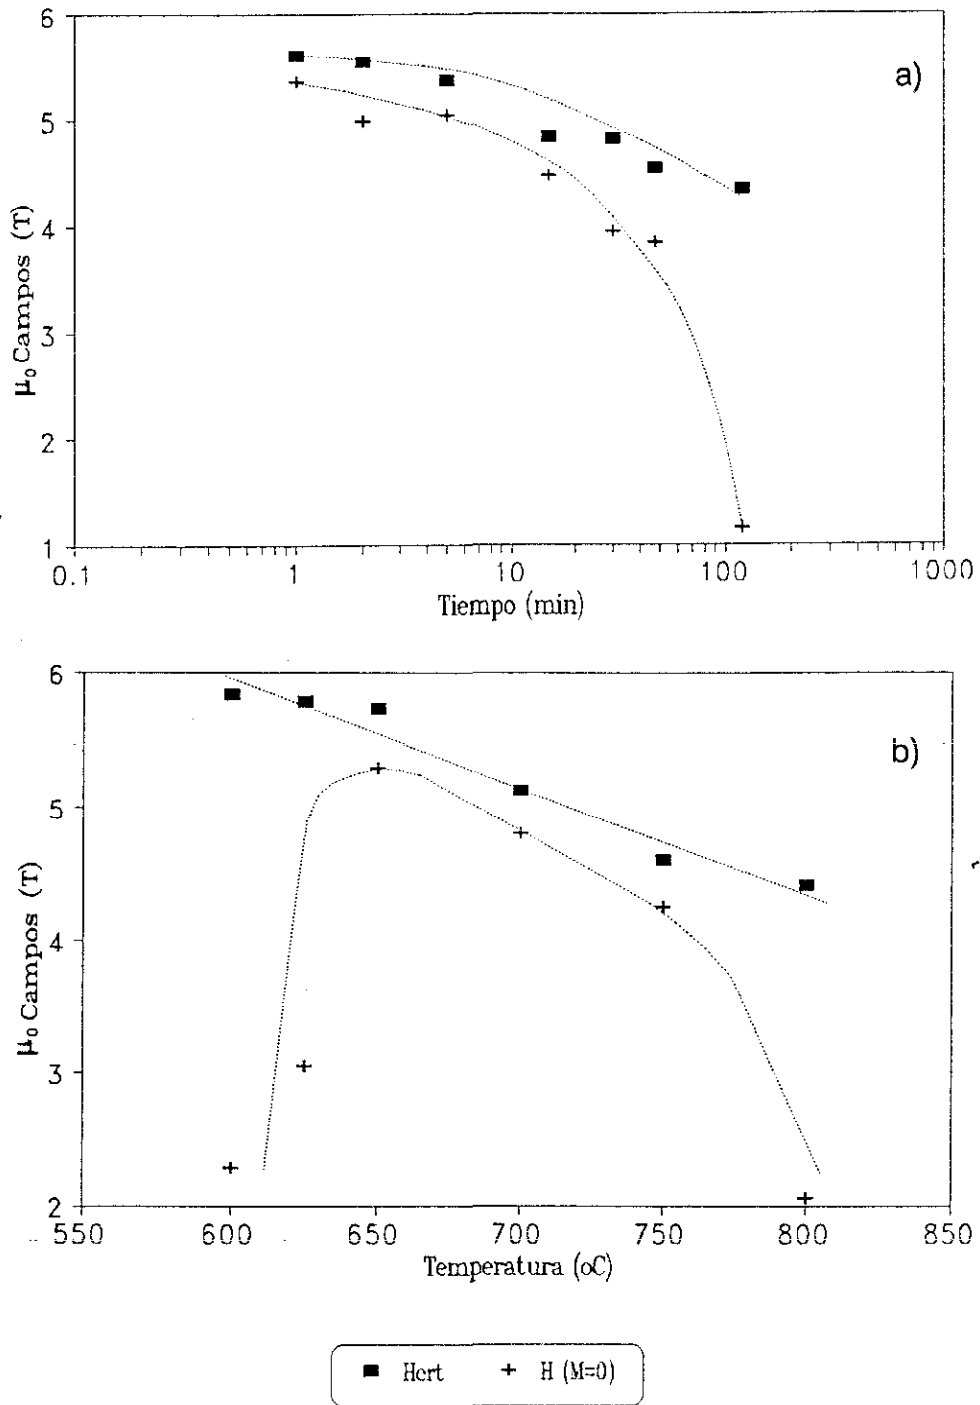 6
5
4
3
2
1
a)
μ₀ Campos (T)
0.1 1 10 100 1000
Tiempo (min)
6
5
4
3
2
b)
μ₀ Campos (T)
550 600 650 700 750 800 850
Temperatura (oC)
Hcrt H (M=0)